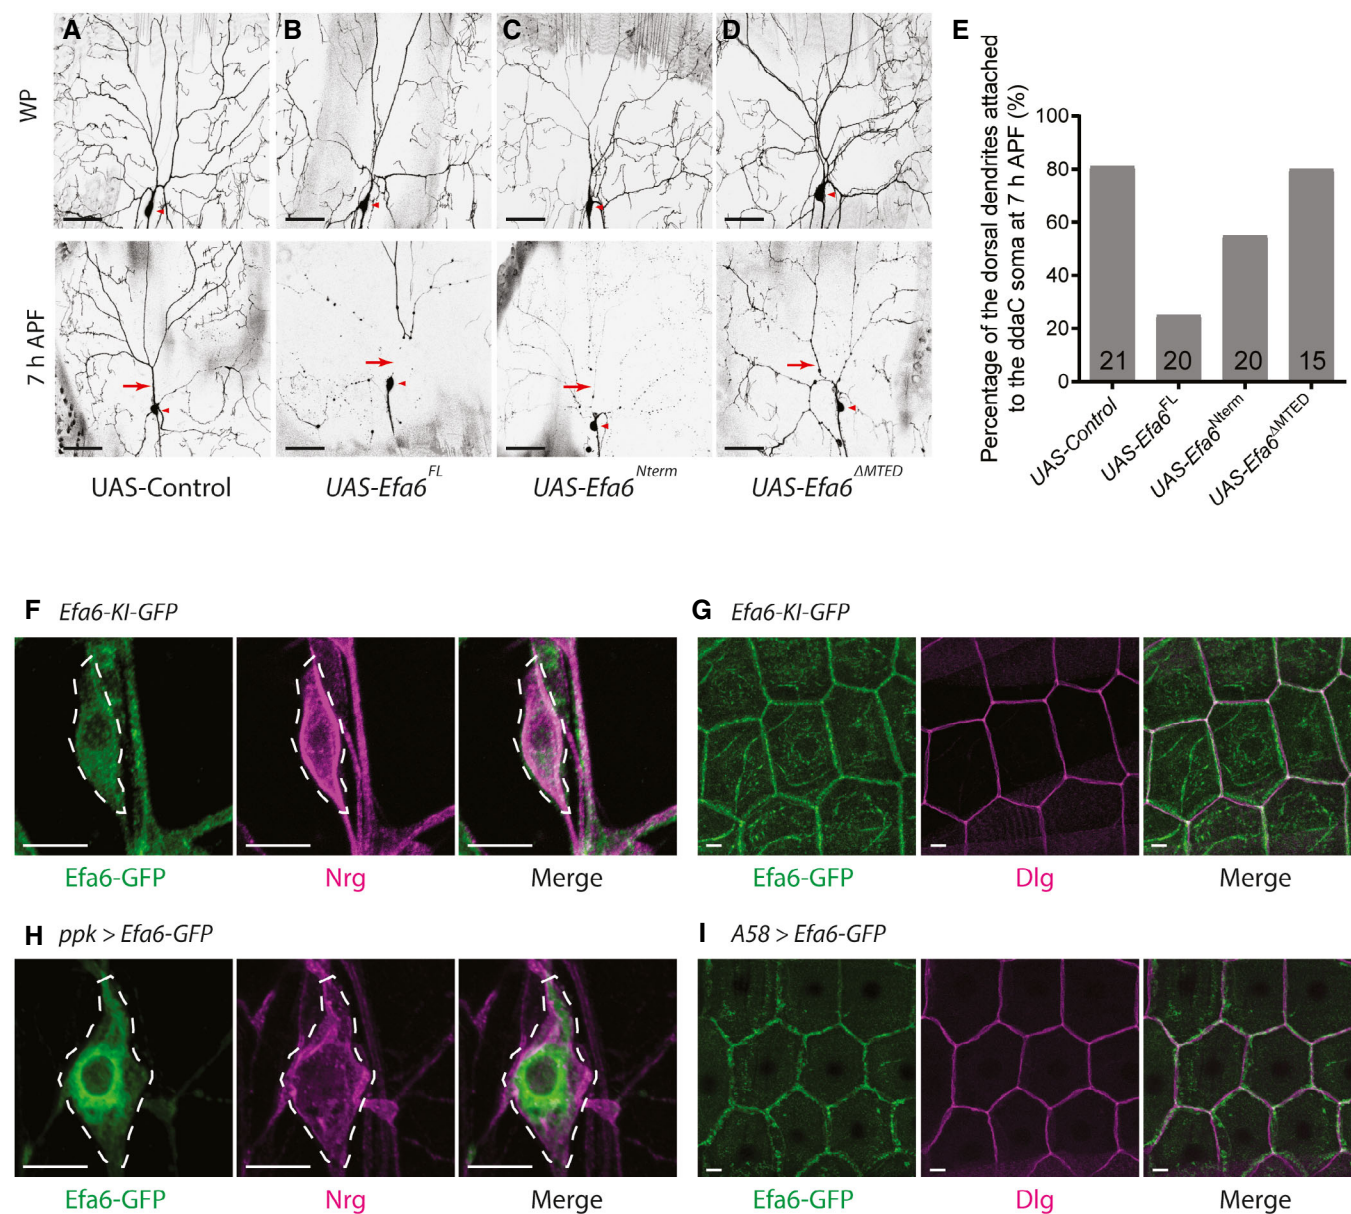 A
B
C
D
E
WP
7 h APF
UAS-Control
UAS-Efa6^FL
UAS-Efa6^Nterm
UAS-Efa6^ΔMTED
Percentage of the dorsal dendrites attached
to the ddaC soma at 7 h APF (%)
100
80
60
40
20
0
21
20
20
15
UAS-Control
UAS-Efa6^FL
UAS-Efa6^Nterm
UAS-Efa6^ΔMTED
F Efa6-KI-GFP
Efa6-GFP
Nrg
Merge
G Efa6-KI-GFP
Efa6-GFP
Dlg
Merge
H ppk > Efa6-GFP
Efa6-GFP
Nrg
Merge
I A58 > Efa6-GFP
Efa6-GFP
Dlg
Merge